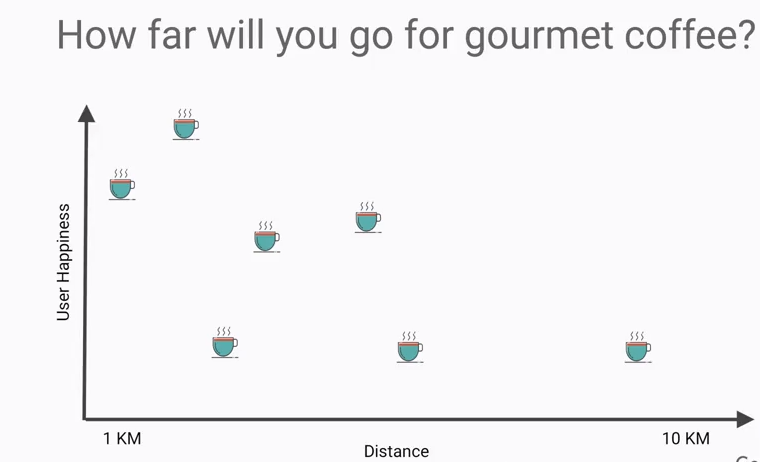 How far will you go for gourmet coffee?
User Happiness
1 KM
10 KM
Distance